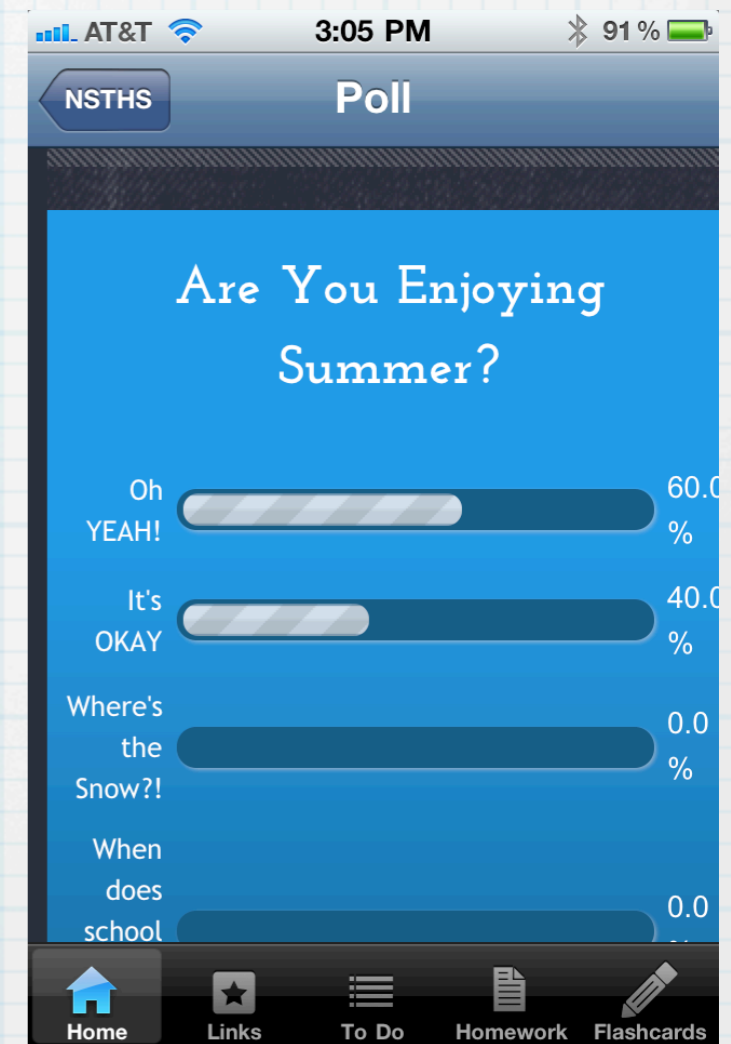 AT&T 3:05 PM 91%
NSTHS Poll
Are You Enjoying
Summer?
Oh
YEAH!
60.0
%
It's
OKAY
40.0
%
Where's
the
Snow?!
0.0
%
When
does
school
0.0
Home Links To Do Homework Flashcards